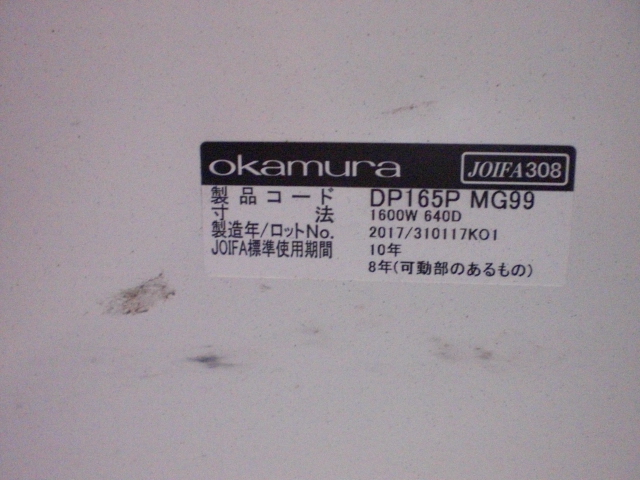 okamura JOIFA308
製品コード DP165P MG99
寸法 1600W 640D
製造年/ロットNo. 2017/310117K01
JOIFA標準使用期間 10年
8年(可動部のあるもの)